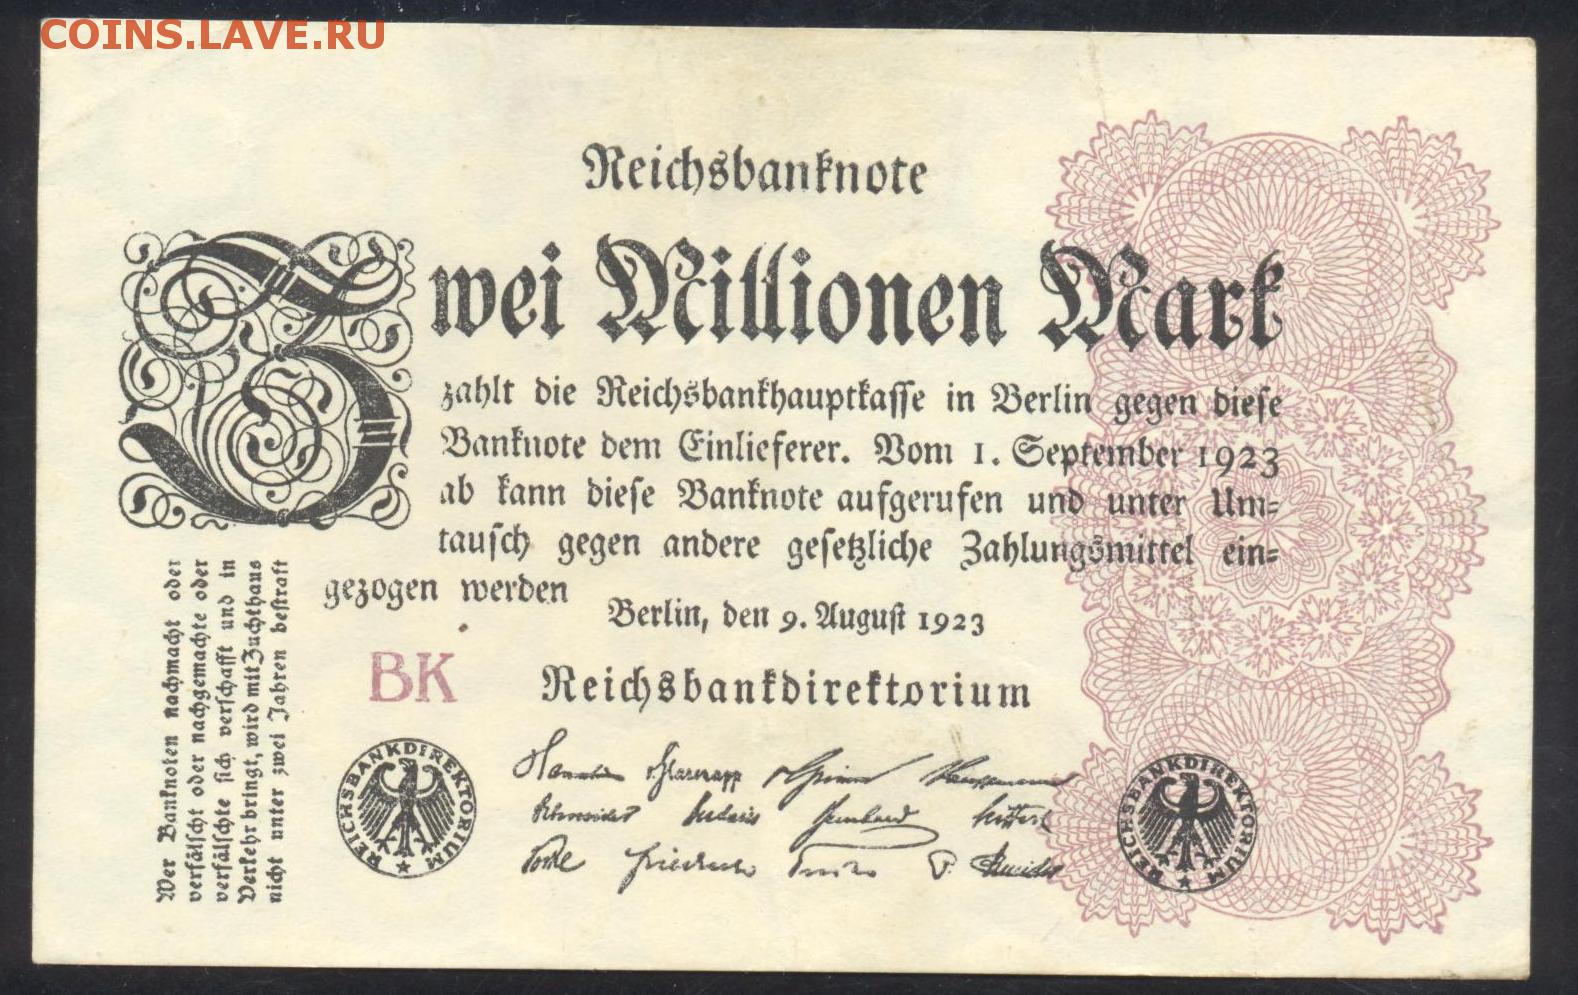 COINS.LAVE.RU
Reichsbanknote
Zwei Millionen Mark
zahlt die Reichsbankhauptkasse in Berlin gegen diese
Banknote dem Einlieferer. Vom 1. September 1923
ab kann diese Banknote aufgerufen und unter Um-
tausch gegen andere gesetzliche Zahlungsmittel ein-
gezogen werden
Berlin, den 9. August 1923
BK
Reichsbankdirektorium
REICHSBANKDIREKTORIUM
REICHSBANKDIREKTORIUM
Wer Banknoten nachmacht oder
verfälscht oder nachgemachte oder
verfälschte sich verschafft und in
Verkehr bringt, wird mit Zuchthaus
nicht unter zwei Jahren bestraft